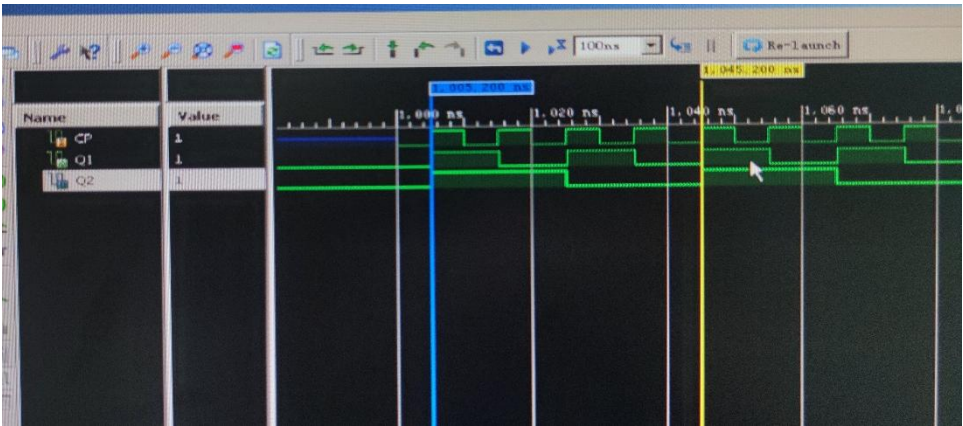 100ns Re-launch
1,045.200 ns
1,005.200 ns
Name Value
1,000 ns 1,020 ns 1,040 ns 1,060 ns
CP 1
Q1 1
Q2 1